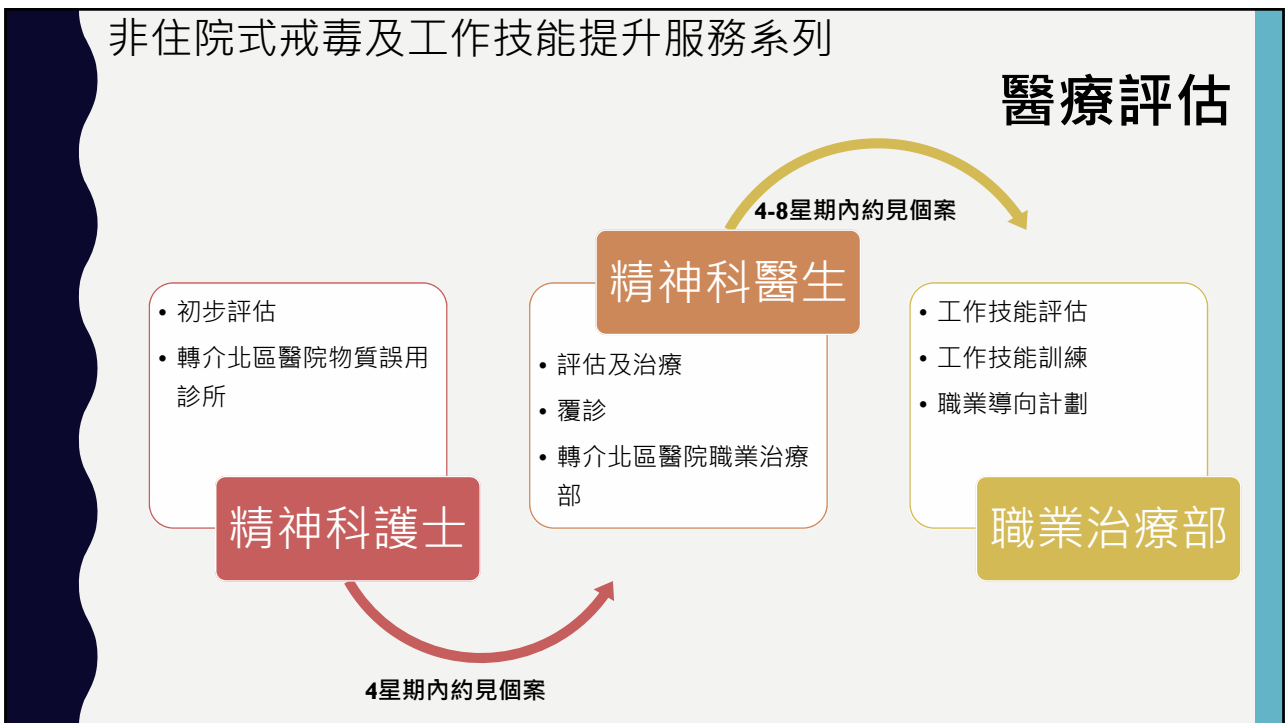 非住院式戒毒及工作技能提升服務系列
醫療評估
• 初步評估
• 轉介北區醫院物質誤用
診所
精神科護士
4星期內約見個案
精神科醫生
• 評估及治療
• 覆診
• 轉介北區醫院職業治療
部
4-8星期內約見個案
• 工作技能評估
• 工作技能訓練
• 職業導向計劃
職業治療部